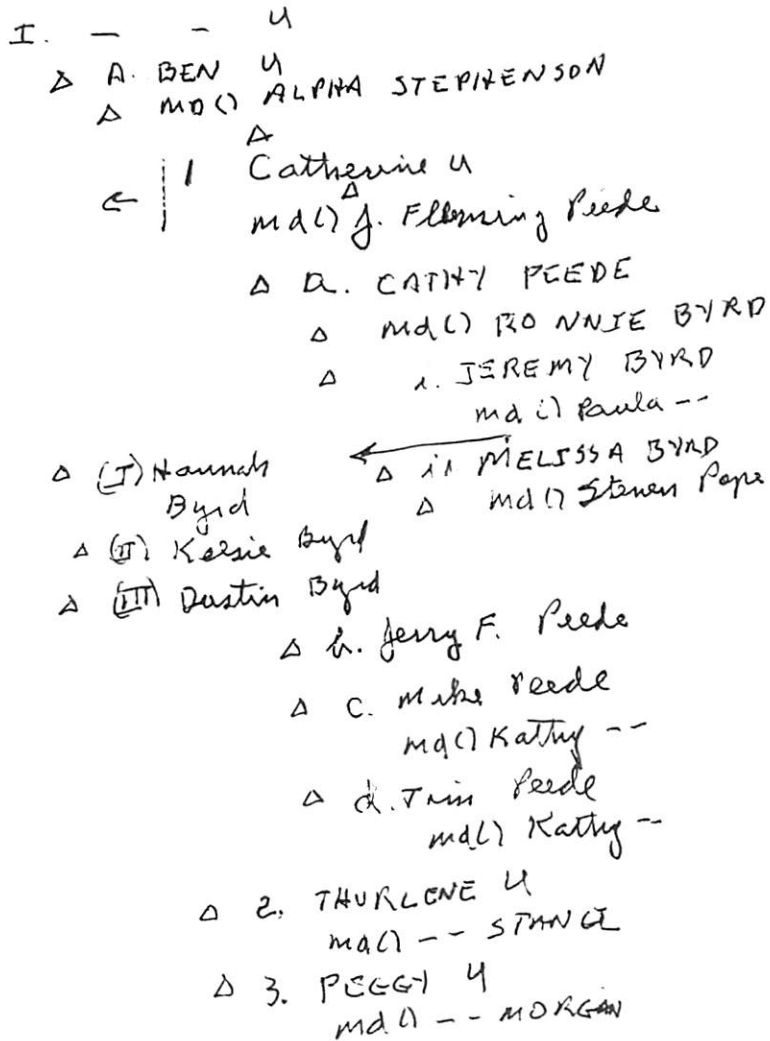 I. - - U
Δ A. BEN U
Δ MD() ALPHA STEPHENSON
Δ
← 1 Catherine U
Δ
md() J. Flemming Peede
Δ a. CATHY PEEDE
Δ md() RONNIE BYRD
Δ i. JEREMY BYRD
md() Paula --
Δ ii MELISSA BYRD
Δ md() Steven Pope
Δ (I) Hannah
Byrd
Δ (II) Kelsie Byrd
Δ (III) Dustin Byrd
Δ b. Jerry F. Peede
Δ c. Mike Peede
md() Kathy --
Δ d. Tim Peede
md() Kathy --
Δ 2. THURLENE U
md() --
Δ 3. PEGGY U
md() -- MORGAN